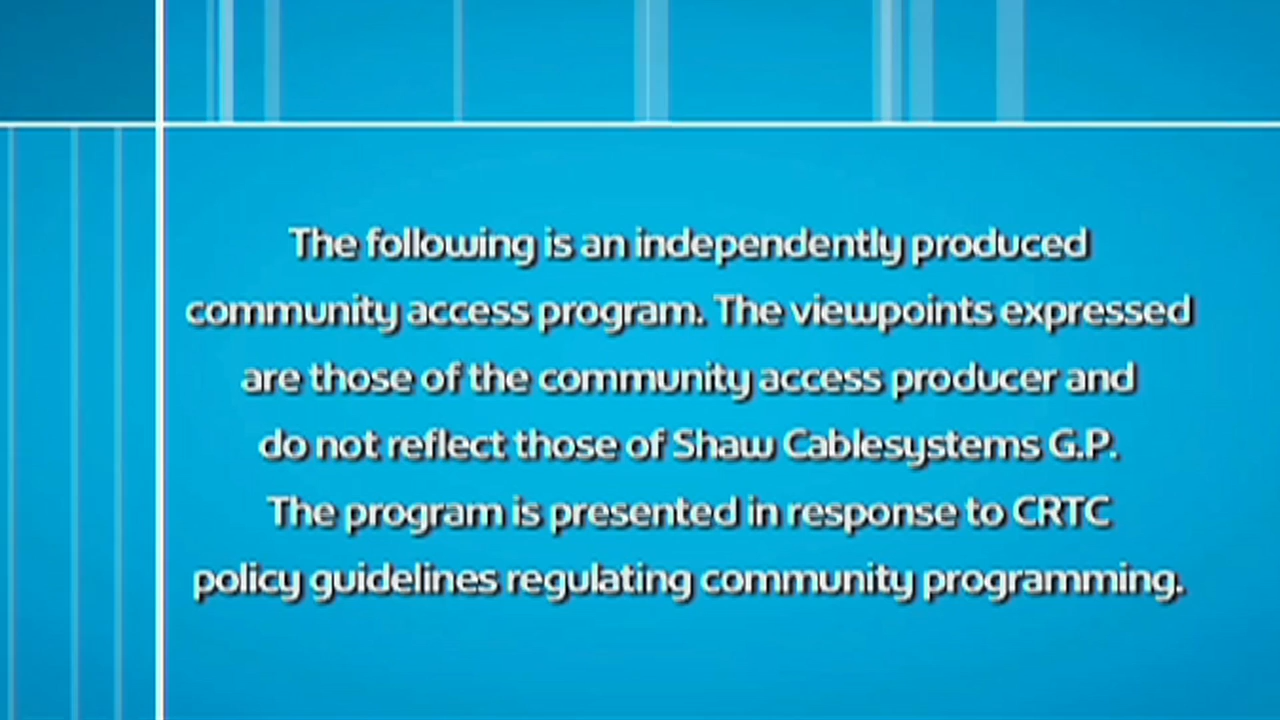 The following is an independently produced
community access program. The viewpoints expressed
are those of the community access producer and
do not reflect those of Shaw Cablesystems G.P.
The program is presented in response to CRTC
policy guidelines regulating community programming.